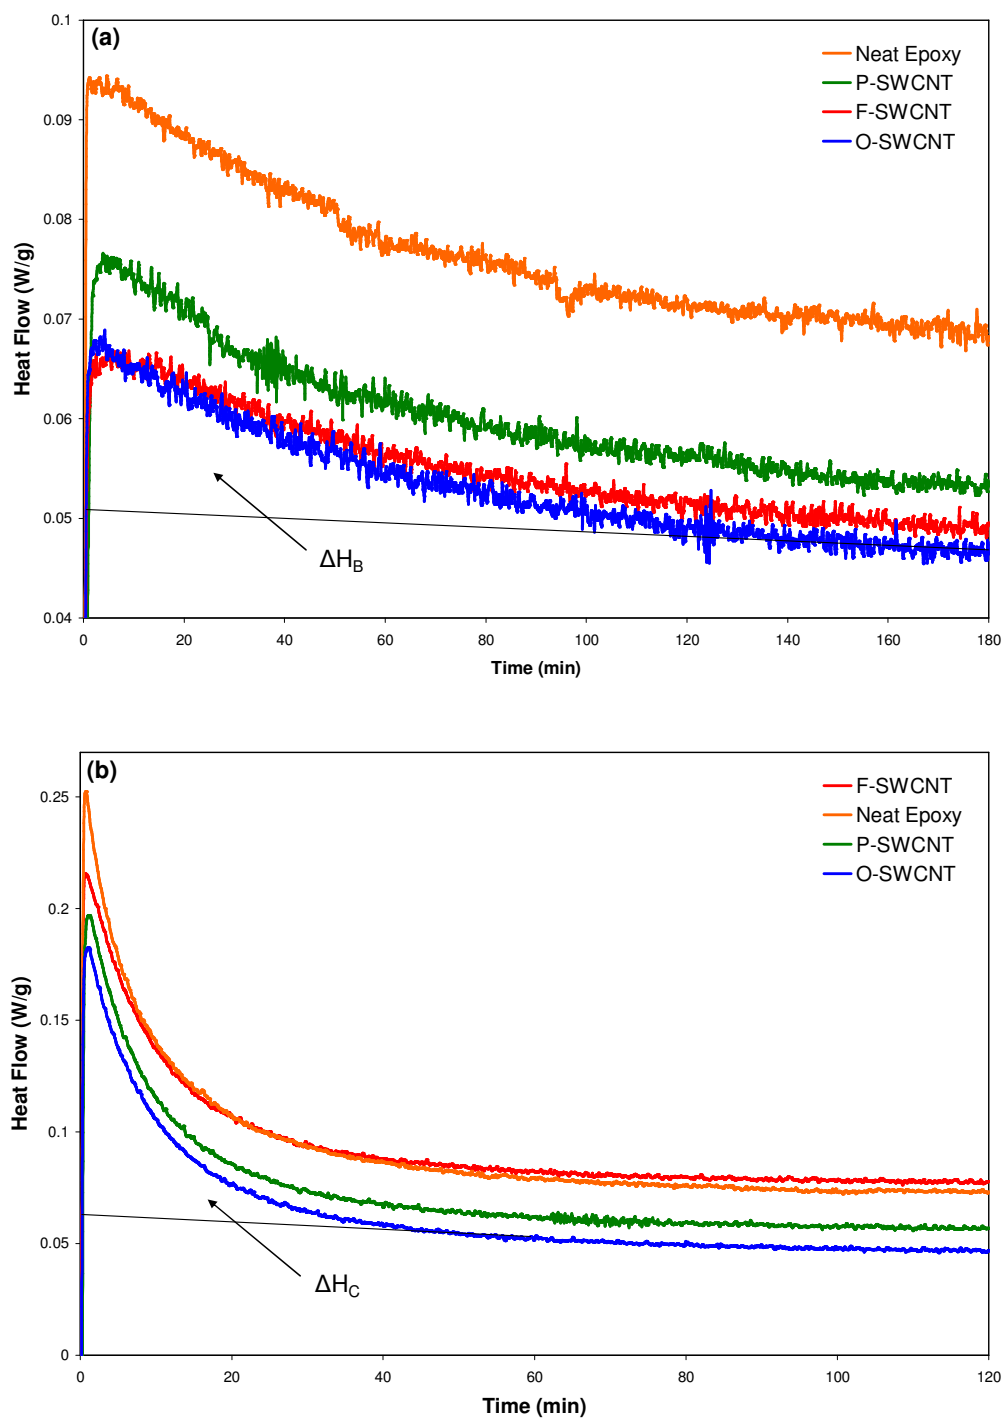 (a)
Neat Epoxy
P-SWCNT
F-SWCNT
O-SWCNT
0.1
0.09
0.08
0.07
0.06
0.05
0.04
Heat Flow (W/g)
ΔH_B
0 20 40 60 80 100 120 140 160 180
Time (min)
(b)
F-SWCNT
Neat Epoxy
P-SWCNT
O-SWCNT
0.25
0.2
0.15
0.1
0.05
0
Heat Flow (W/g)
ΔH_C
0 20 40 60 80 100 120
Time (min)